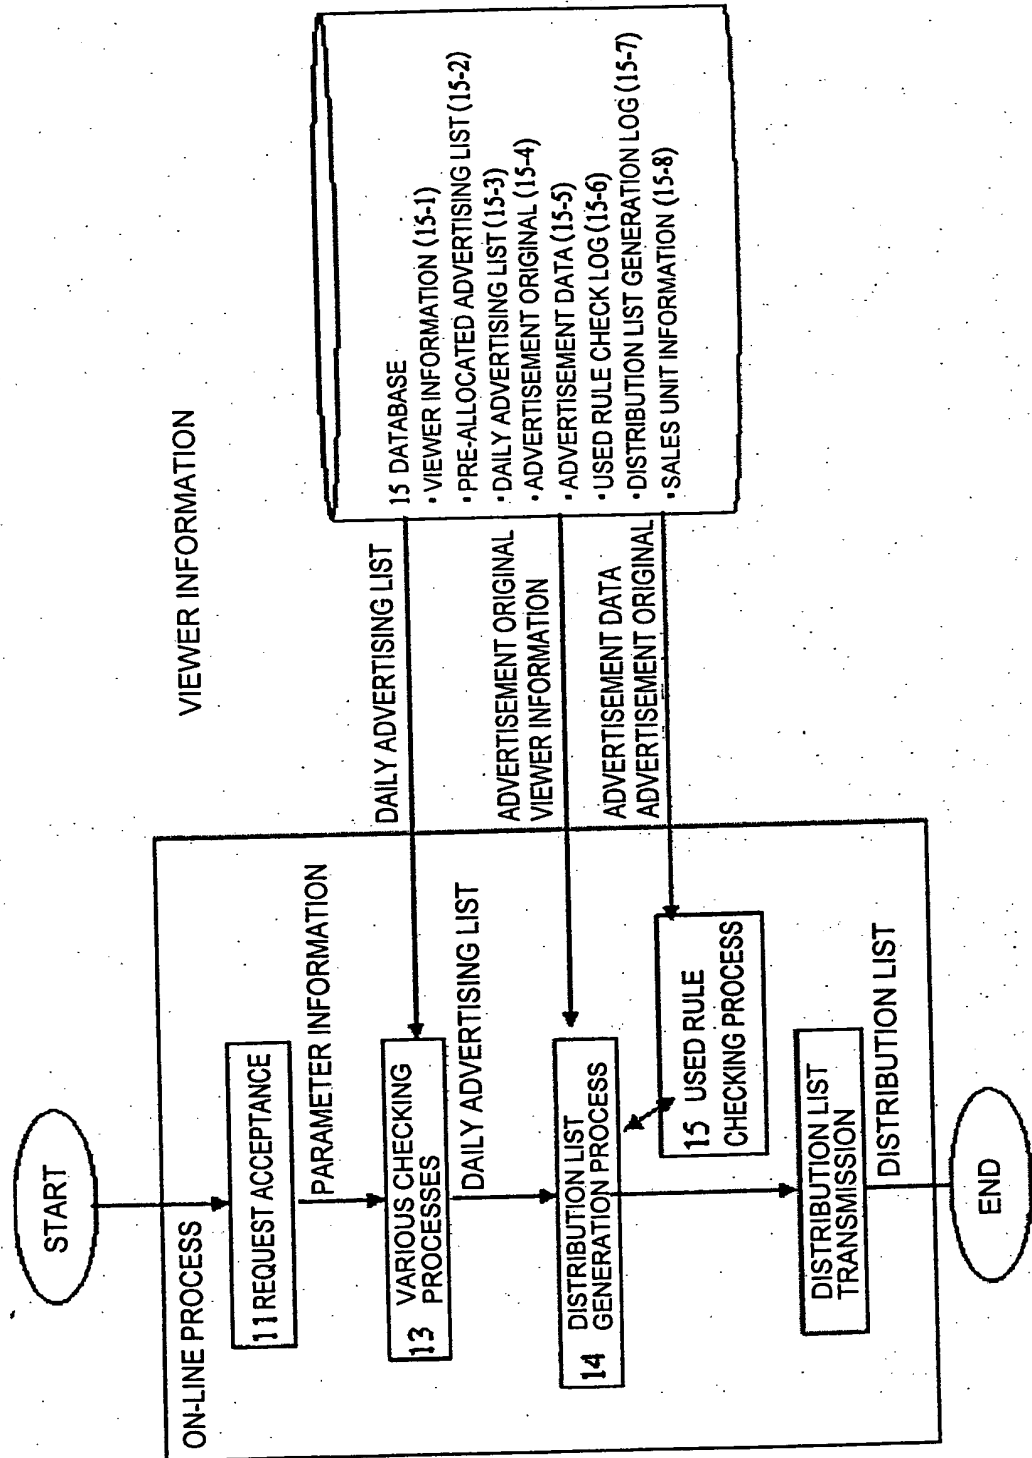 START
ON-LINE PROCESS
11 REQUEST ACCEPTANCE
PARAMETER INFORMATION
13 VARIOUS CHECKING
PROCESSES
DAILY ADVERTISING LIST
14 DISTRIBUTION LIST
GENERATION PROCESS
15 USED RULE
CHECKING PROCESS
DISTRIBUTION LIST
TRANSMISSION
DISTRIBUTION LIST
END
VIEWER INFORMATION
DAILY ADVERTISING LIST
ADVERTISEMENT ORIGINAL
VIEWER INFORMATION
ADVERTISEMENT DATA
ADVERTISEMENT ORIGINAL
15 DATABASE
・VIEWER INFORMATION (15-1)
・PRE-ALLOCATED ADVERTISING LIST (15-2)
・DAILY ADVERTISING LIST (15-3)
・ADVERTISEMENT ORIGINAL (15-4)
・ADVERTISEMENT DATA (15-5)
・USED RULE CHECK LOG (15-6)
・DISTRIBUTION LIST GENERATION LOG (15-7)
・SALES UNIT INFORMATION (15-8)